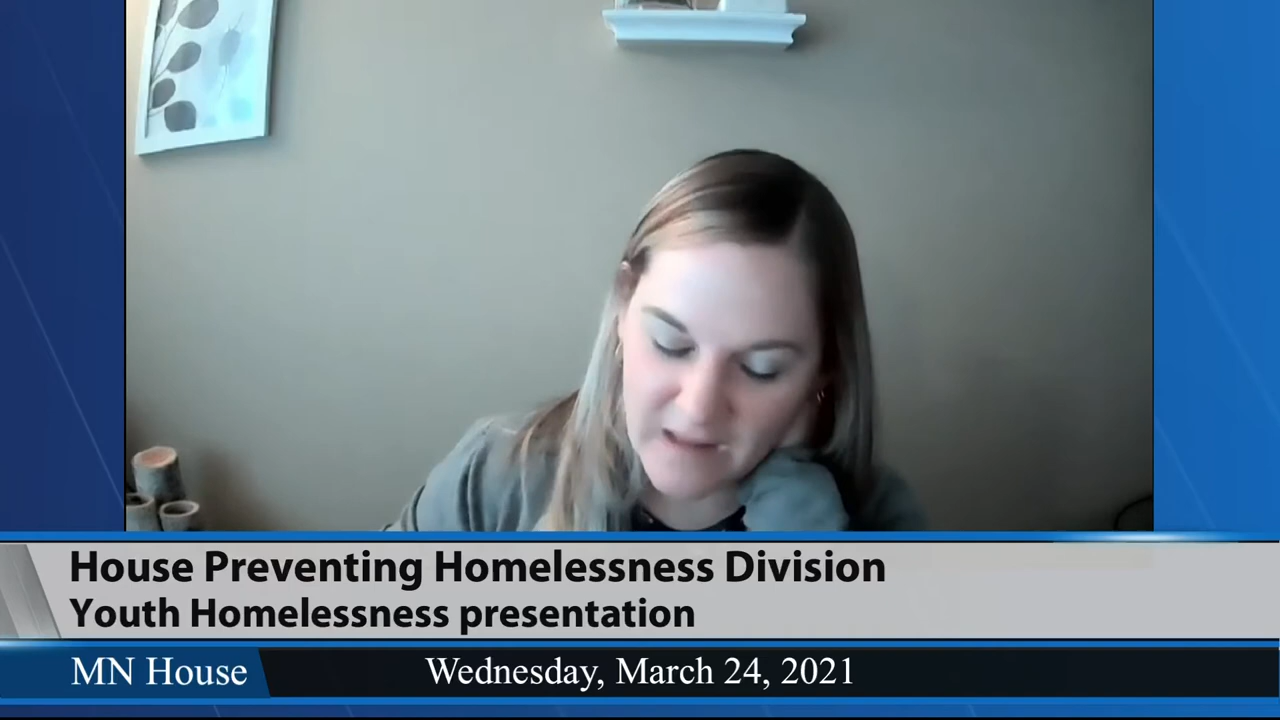 House Preventing Homelessness Division
Youth Homelessness presentation
MN House
Wednesday, March 24, 2021